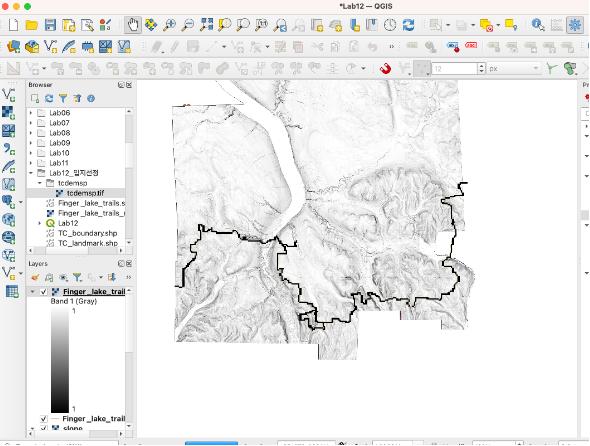 *Lab12 — QGIS
12
px
Browser
Lab06
Lab07
Lab08
Lab09
Lab10
Lab11
Lab12_입지선정
tcdemsp
tcdemsp.tif
Finger_lake_trails.s
Finger_lake_trails_
Lab12
TC_boundary.shp
TC_landmark.shp
Layers
Finger_lake_trail
Band 1 (Gray)
1
1
Finger_lake_trail
slope